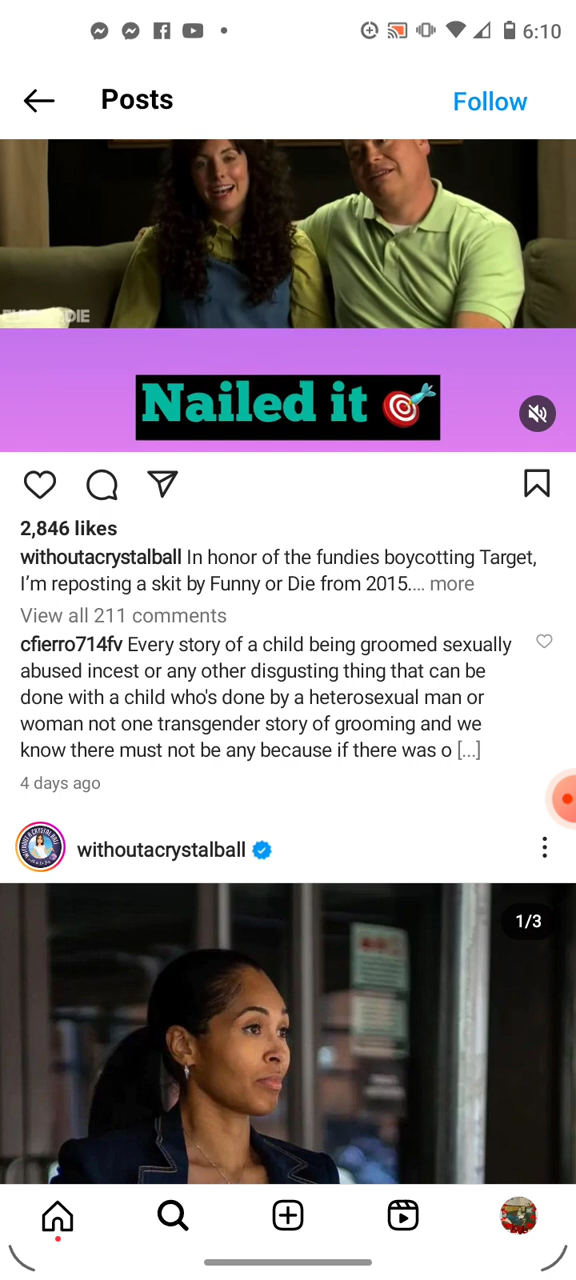 6:10
Posts
Follow
DIE
Nailed it
2,846 likes
withoutacrystalball In honor of the fundies boycotting Target,
I'm reposting a skit by Funny or Die from 2015.... more
View all 211 comments
cfierro714fv Every story of a child being groomed sexually
abused incest or any other disgusting thing that can be
done with a child who's done by a heterosexual man or
woman not one transgender story of grooming and we
know there must not be any because if there was o [...]
4 days ago
withoutacrystalball
1/3